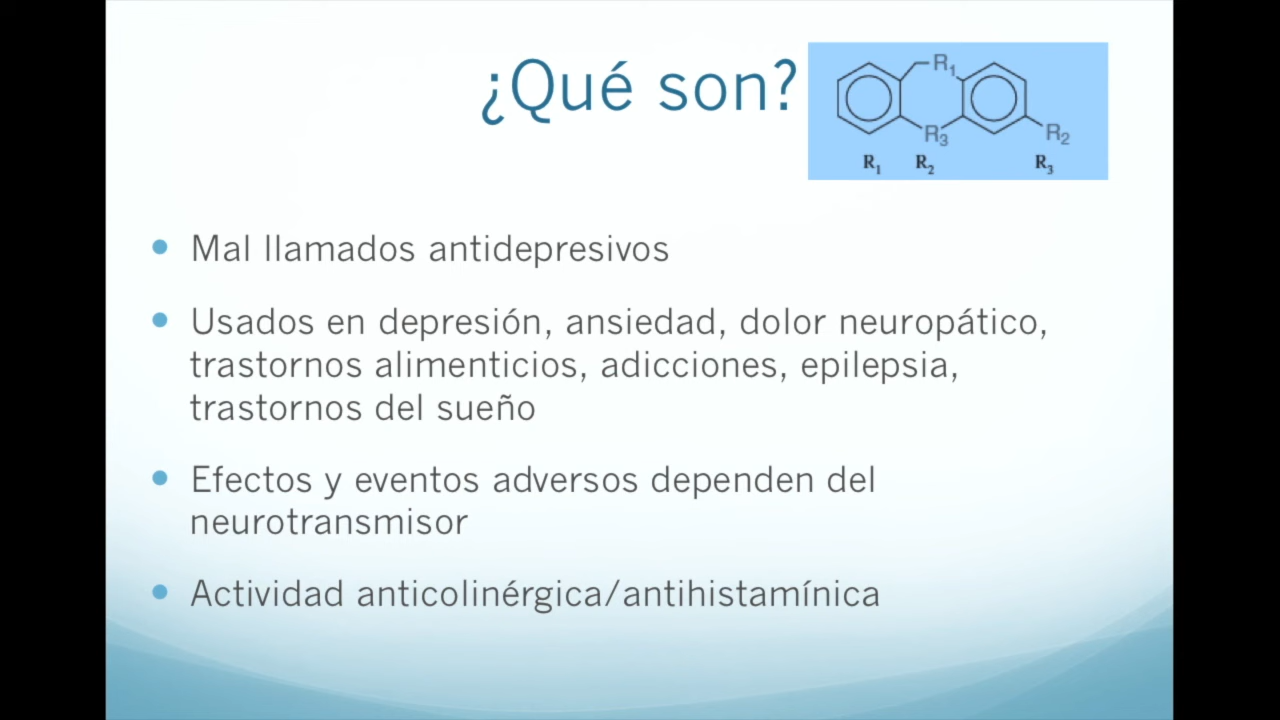 ¿Qué son?
R1
R3
R2
R1 R2 R3
Mal llamados antidepresivos
Usados en depresión, ansiedad, dolor neuropático,
trastornos alimenticios, adicciones, epilepsia,
trastornos del sueño
Efectos y eventos adversos dependen del
neurotransmisor
Actividad anticolinérgica/antihistamínica